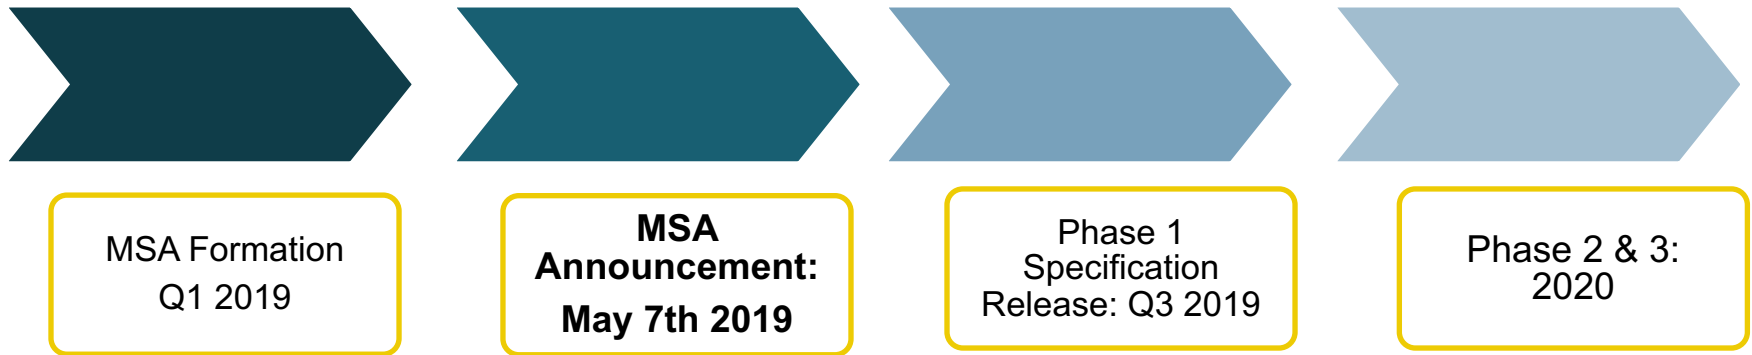 MSA Formation
Q1 2019
MSA
Announcement:
May 7th 2019
Phase 1
Specification
Release: Q3 2019
Phase 2 & 3:
2020